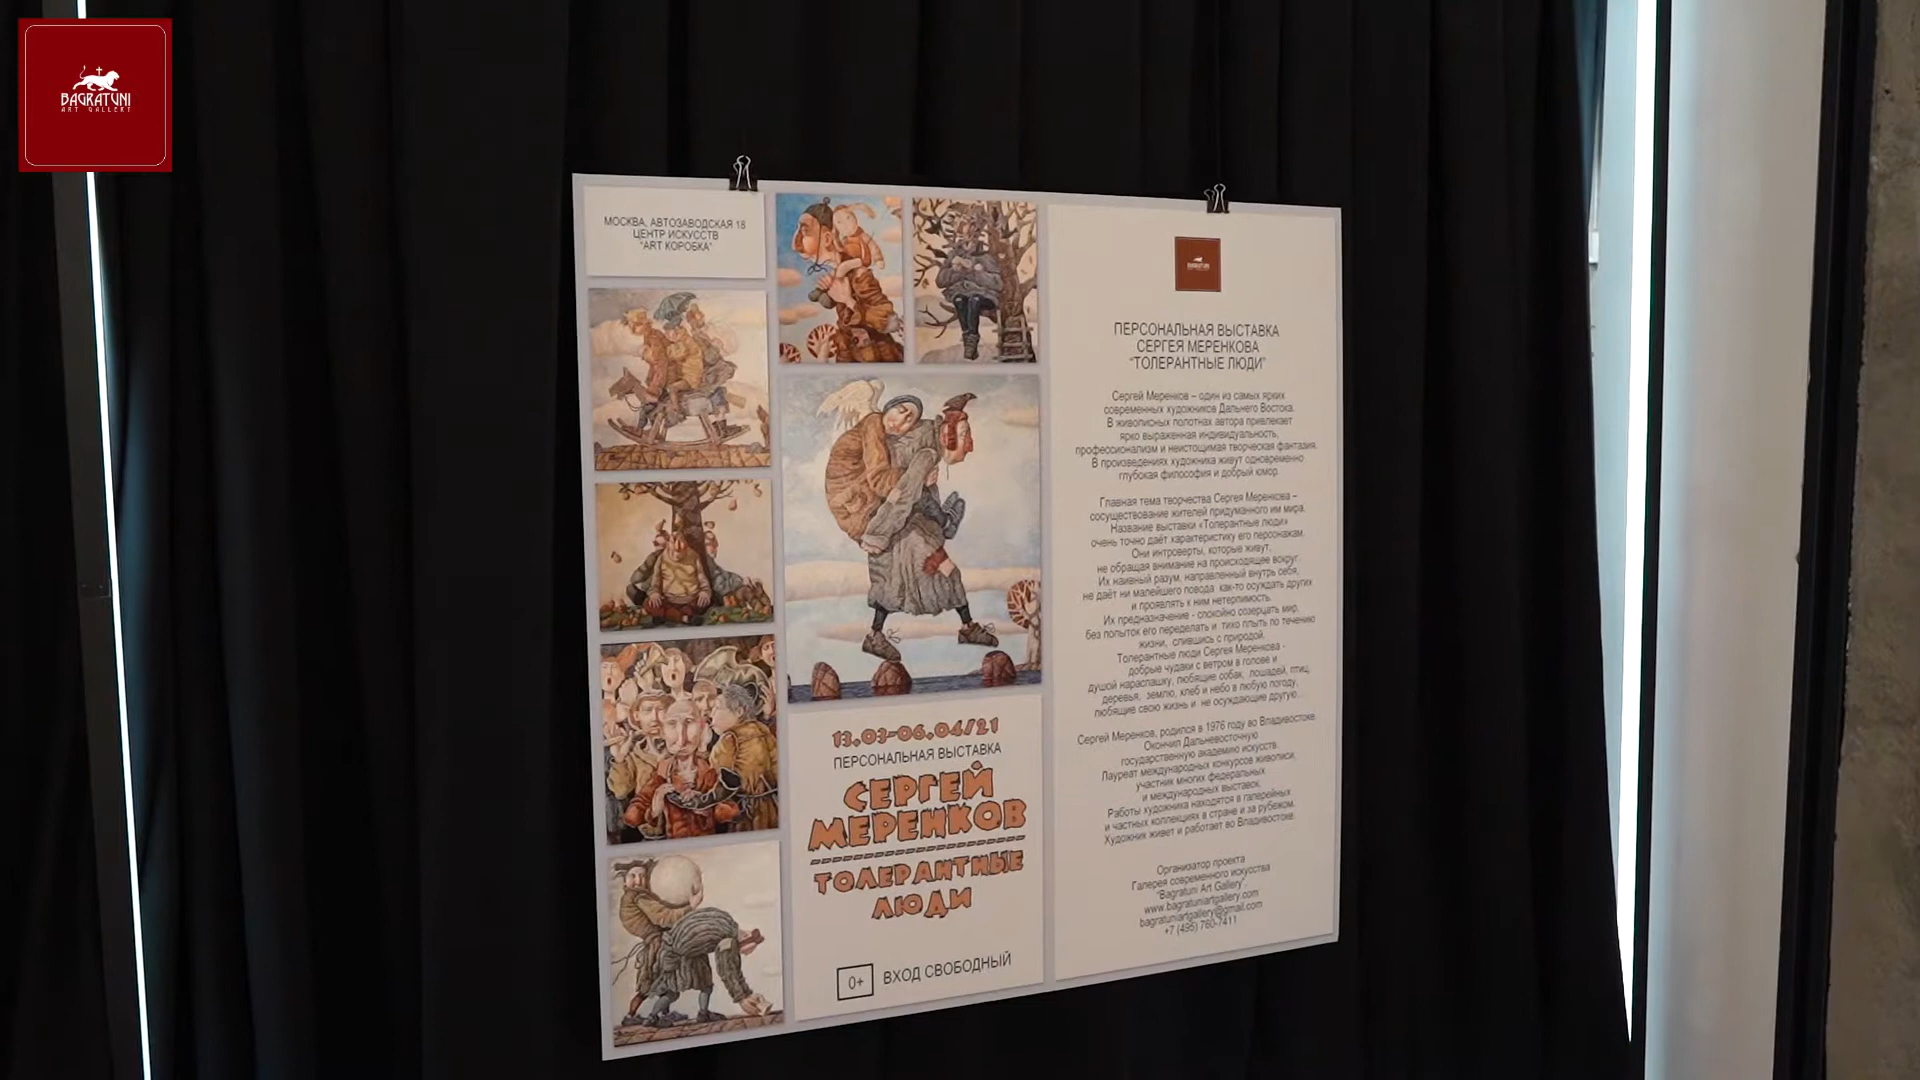 BAGRATUNI
ART GALLERY
МОСКВА, АВТОЗАВОДСКАЯ 18
ЦЕНТР ИСКУССТВ
"ART КОРОБКА"
13.03-06.04/21
ПЕРСОНАЛЬНАЯ ВЫСТАВКА
СЕРГЕЙ
МЕРЕНКОВ
ТОЛЕРАНТНЫЕ
ЛЮДИ
0+ ВХОД СВОБОДНЫЙ
BAGRATUNI
ПЕРСОНАЛЬНАЯ ВЫСТАВКА
СЕРГЕЯ МЕРЕНКОВА
"ТОЛЕРАНТНЫЕ ЛЮДИ"
Сергей Меренков – один из самых ярких
современных художников Дальнего Востока.
В живописных полотнах автора привлекает
ярко выраженная индивидуальность,
профессионализм и неистощимая творческая фантазия.
В произведениях художника живут одновременно
глубокая философия и добрый юмор.
Главная тема творчества Сергея Меренкова –
сосуществование жителей придуманного им мира.
Название выставки «Толерантные люди»
очень точно даёт характеристику его персонажам.
Они интроверты, которые живут,
не обращая внимание на происходящее вокруг
Их наивный разум, направленный внутрь себя,
не даёт ни малейшего повода как-то осуждать других
и проявлять к ним нетерпимость.
Их предназначение - спокойно созерцать мир,
без попыток его переделать и тихо плыть по течению
жизни, слившись с природой.
Толерантные люди Сергея Меренкова -
добрые чудаки с ветром в голове и
душой нараспашку, любящие собак, лошадей, птиц,
деревья, землю, хлеб и небо в любую погоду,
любящие свою жизнь и не осуждающие другую...
Сергей Меренков, родился в 1976 году во Владивостоке.
Окончил Дальневосточную
государственную академию искусств.
Лауреат международных конкурсов живописи,
участник многих федеральных
и международных выставок.
Работы художника находятся в галерейных
и частных коллекциях в стране и за рубежом.
Художник живет и работает во Владивостоке.
Организатор проекта
Галерея современного искусства
"Bagratuni Art Gallery"
www.bagratuniartgallery.com
bagratuniartgallery@gmail.com
+7 (495) 760-7411